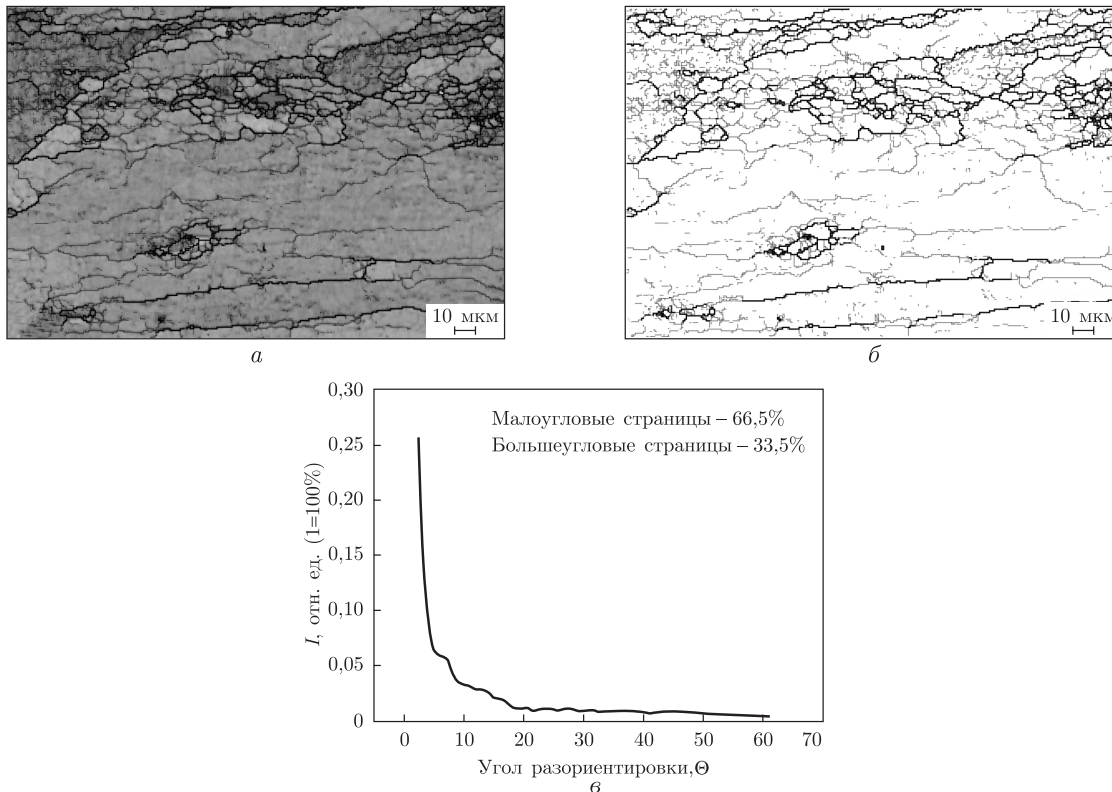 10 мкм
10 мкм
а
б
0,30
Малоугловые страницы – 66,5%
Большеугловые страницы – 33,5%
0,25
0,20
0,15
0,10
0,05
0
I, отн. ед. (1=100%)
0 10 20 30 40 50 60 70
Угол разориентировки,Θ
в